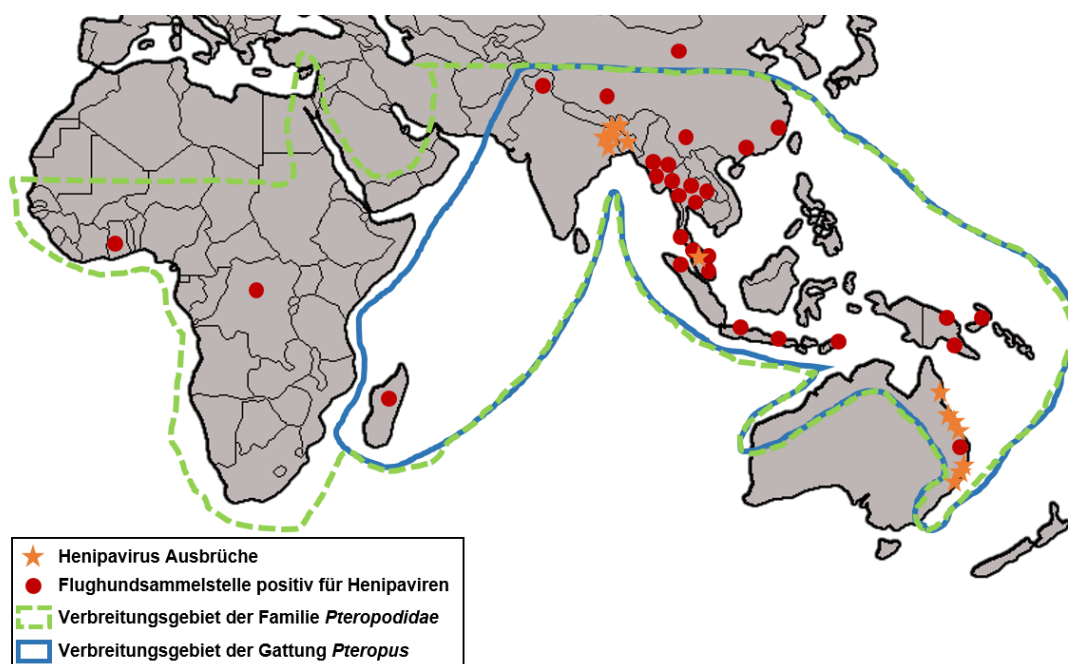 Henipavirus Ausbrüche
Flughundsammelstelle positiv für Henipaviren
Verbreitungsgebiet der Familie Pteropodidae
Verbreitungsgebiet der Gattung Pteropus